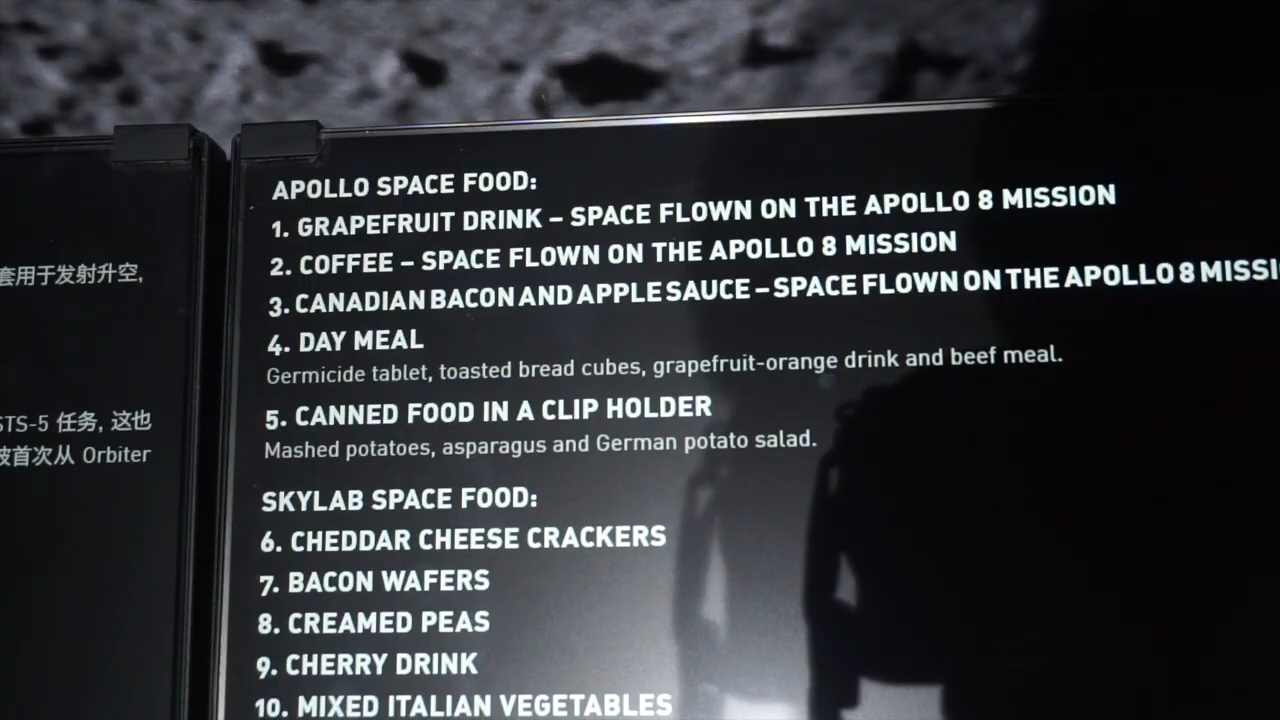 套用于发射升空,
STS-5 任务, 这也
被首次从 Orbiter
APOLLO SPACE FOOD:
1. GRAPEFRUIT DRINK – SPACE FLOWN ON THE APOLLO 8 MISSION
2. COFFEE – SPACE FLOWN ON THE APOLLO 8 MISSION
3. CANADIAN BACON AND APPLE SAUCE – SPACE FLOWN ON THE APOLLO 8 MISSI
4. DAY MEAL
Germicide tablet, toasted bread cubes, grapefruit-orange drink and beef meal.
5. CANNED FOOD IN A CLIP HOLDER
Mashed potatoes, asparagus and German potato salad.
SKYLAB SPACE FOOD:
6. CHEDDAR CHEESE CRACKERS
7. BACON WAFERS
8. CREAMED PEAS
9. CHERRY DRINK
10. MIXED ITALIAN VEGETABLES